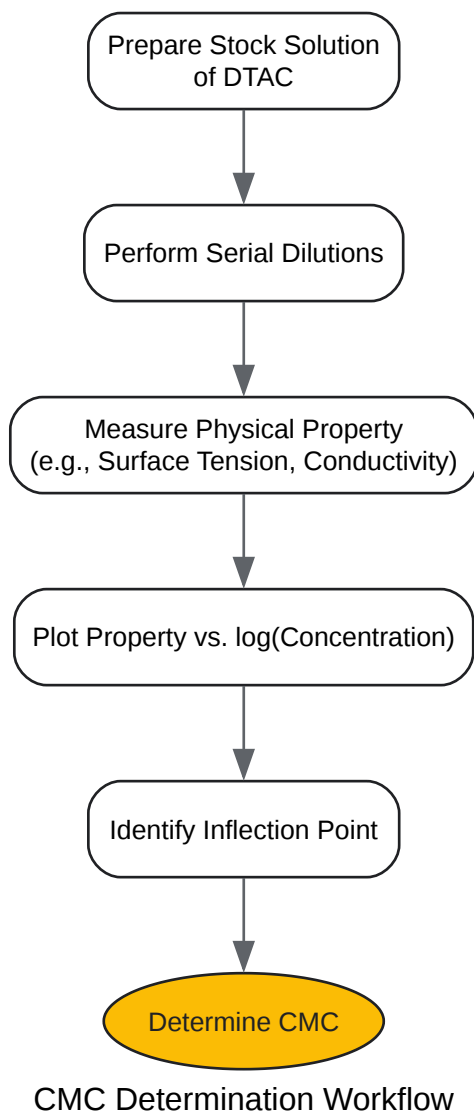 Prepare Stock Solution
of DTAC
Perform Serial Dilutions
Measure Physical Property
(e.g., Surface Tension, Conductivity)
Plot Property vs. log(Concentration)
Identify Inflection Point
Determine CMC
CMC Determination Workflow